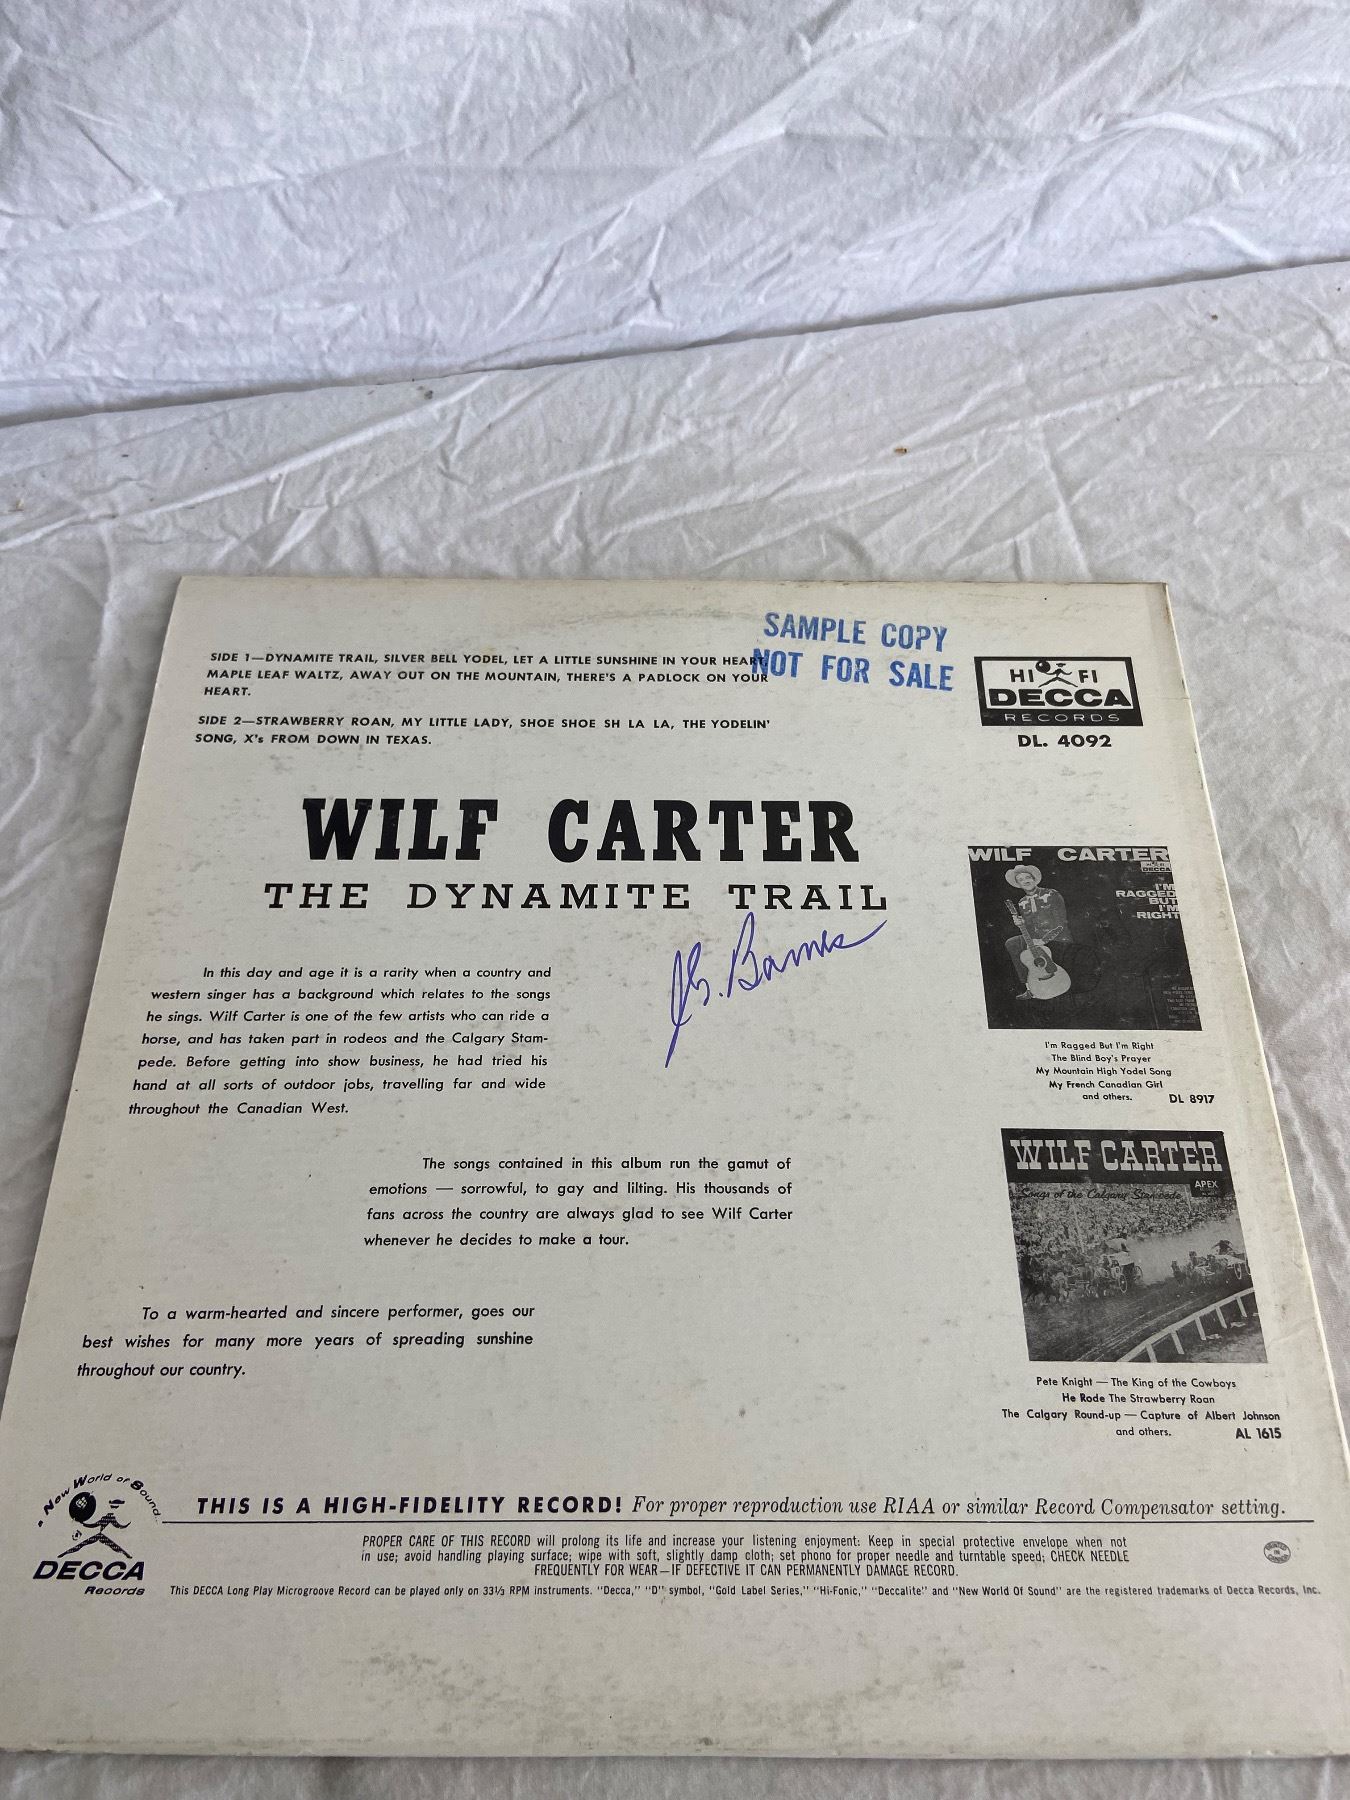 SAMPLE COPY
NOT FOR SALE
SIDE 1—DYNAMITE TRAIL, SILVER BELL YODEL, LET A LITTLE SUNSHINE IN YOUR HEART,
MAPLE LEAF WALTZ, AWAY OUT ON THE MOUNTAIN, THERE'S A PADLOCK ON YOUR
HEART.
SIDE 2—STRAWBERRY ROAN, MY LITTLE LADY, SHOE SHOE SH LA LA, THE YODELIN'
SONG, X's FROM DOWN IN TEXAS.
HI FI
DECCA
RECORDS
DL. 4092
WILF CARTER
THE DYNAMITE TRAIL
Barnes
In this day and age it is a rarity when a country and
western singer has a background which relates to the songs
he sings. Wilf Carter is one of the few artists who can ride a
horse, and has taken part in rodeos and the Calgary Stam-
pede. Before getting into show business, he had tried his
hand at all sorts of outdoor jobs, travelling far and wide
throughout the Canadian West.
The songs contained in this album run the gamut of
emotions — sorrowful, to gay and lilting. His thousands of
fans across the country are always glad to see Wilf Carter
whenever he decides to make a tour.
To a warm-hearted and sincere performer, goes our
best wishes for many more years of spreading sunshine
throughout our country.
WILF CARTER
DECCA
I'M
RAGGED
BUT
I'M
RIGHT
I'm Ragged But I'm Right
The Blind Boy's Prayer
My Mountain High Yodel Song
My French Canadian Girl
and others. DL 8917
WILF CARTER
APEX
Songs of the Calgary Stampede
Pete Knight — The King of the Cowboys
He Rode The Strawberry Roan
The Calgary Round-up — Capture of Albert Johnson
and others. AL 1615
New World of Sound
DECCA
Records
THIS IS A HIGH-FIDELITY RECORD! For proper reproduction use RIAA or similar Record Compensator setting.
PROPER CARE OF THIS RECORD will prolong its life and increase your listening enjoyment: Keep in special protective envelope when not
in use; avoid handling playing surface; wipe with soft, slightly damp cloth; set phono for proper needle and turntable speed; CHECK NEEDLE
FREQUENTLY FOR WEAR—IF DEFECTIVE IT CAN PERMANENTLY DAMAGE RECORD.
This DECCA Long Play Microgroove Record can be played only on 33⅓ RPM instruments. "Decca," "D" symbol, "Gold Label Series," "Hi-Fonic," "Deccalite" and "New World Of Sound" are the registered trademarks of Decca Records, Inc.